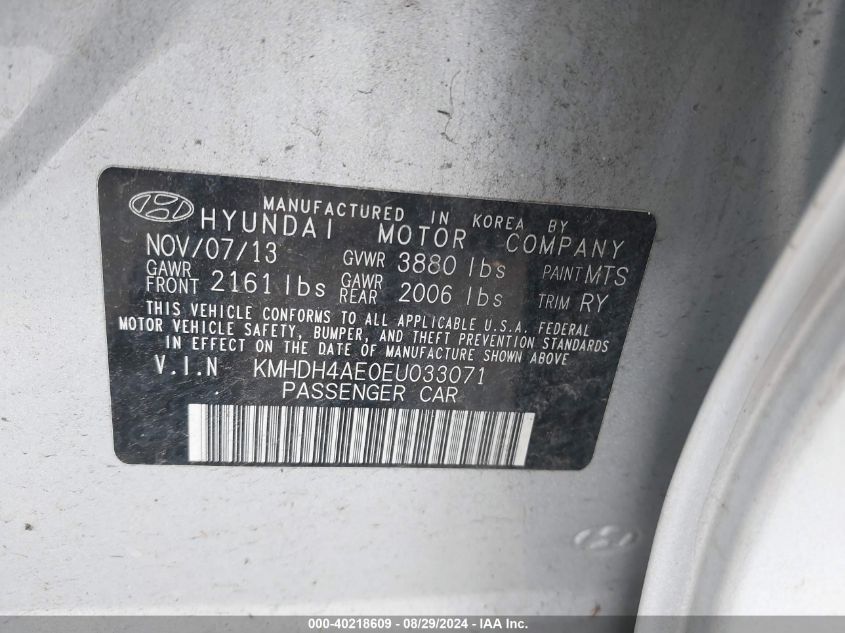 MANUFACTURED IN KOREA BY
HYUNDAI MOTOR COMPANY
NOV/07/13 GVWR 3880 lbs PAINT MTS
GAWR FRONT 2161 lbs GAWR REAR 2006 lbs TRIM RY
THIS VEHICLE CONFORMS TO ALL APPLICABLE U.S.A. FEDERAL
MOTOR VEHICLE SAFETY, BUMPER, AND THEFT PREVENTION STANDARDS
IN EFFECT ON THE DATE OF MANUFACTURE SHOWN ABOVE
V.I.N KMHDH4AE0EU033071
PASSENGER CAR
000-40218609 - 08/29/2024 - IAA Inc.